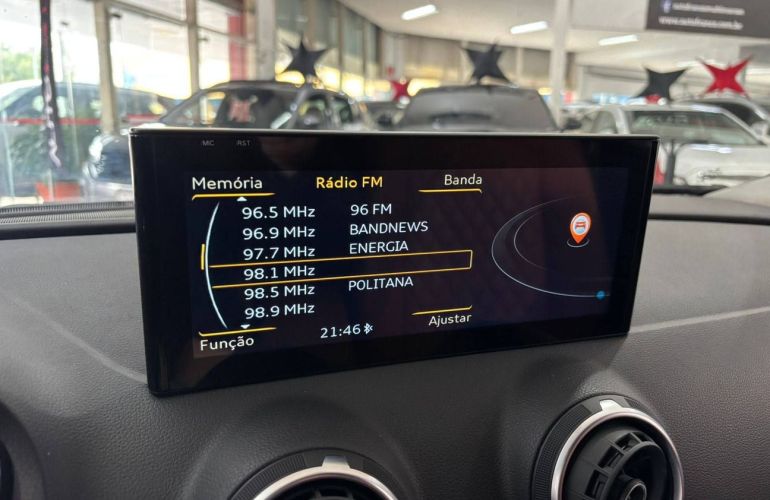 MIC RST
Memória Rádio FM Banda
96.5 MHz 96 FM
96.9 MHz BANDNEWS
97.7 MHz ENERGIA
98.1 MHz
98.5 MHz POLITANA
98.9 MHz
Função 21:46 Ajustar